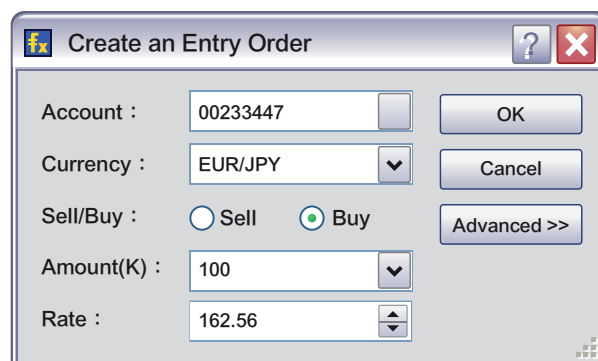 fx Create an Entry Order ?
Account : 00233447 OK
Currency : EUR/JPY Cancel
Sell/Buy : Sell Buy Advanced >>
Amount(K) : 100
Rate : 162.56